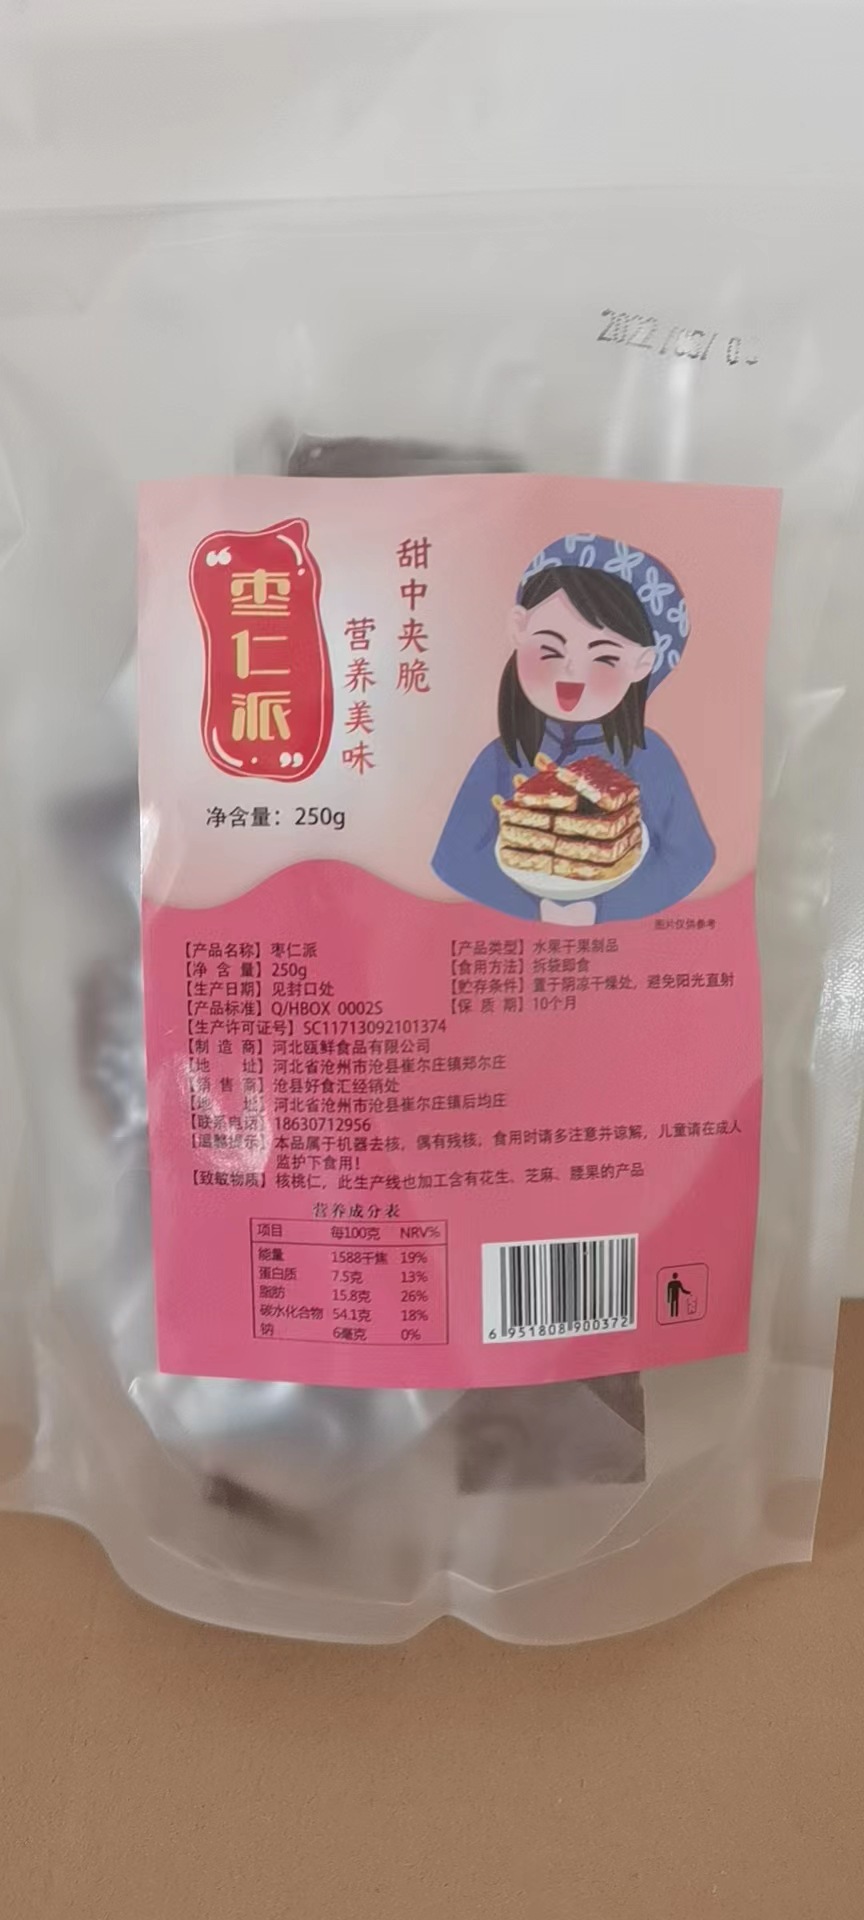 枣仁派
甜中夹脆
营养美味
净含量：250g
图片仅供参考
【产品名称】枣仁派
【净 含 量】250g
【生产日期】见封口处
【产品标准】Q/HBOX 0002S
【产品类型】水果干果制品
【食用方法】拆袋即食
【贮存条件】置于阴凉干燥处，避免阳光直射
【保 质 期】10个月
【生产许可证号】SC11713092101374
【制 造 商】河北瓯鲜食品有限公司
【地 址】河北省沧州市沧县崔尔庄镇郑尔庄
【销 售 商】沧县好食汇经销处
【地 址】河北省沧州市沧县崔尔庄镇后均庄
【联系电话】18630712956
【温馨提示】本品属于机器去核，偶有残核，食用时请多注意并谅解，儿童请在成人
监护下食用！
【致敏物质】核桃仁，此生产线也加工含有花生、芝麻、腰果的产品
营养成分表
项目 每100克 NRV%
能量 1588千焦 19%
蛋白质 7.5克 13%
脂肪 15.8克 26%
碳水化合物 54.1克 18%
钠 6毫克 0%
6 951808 900372